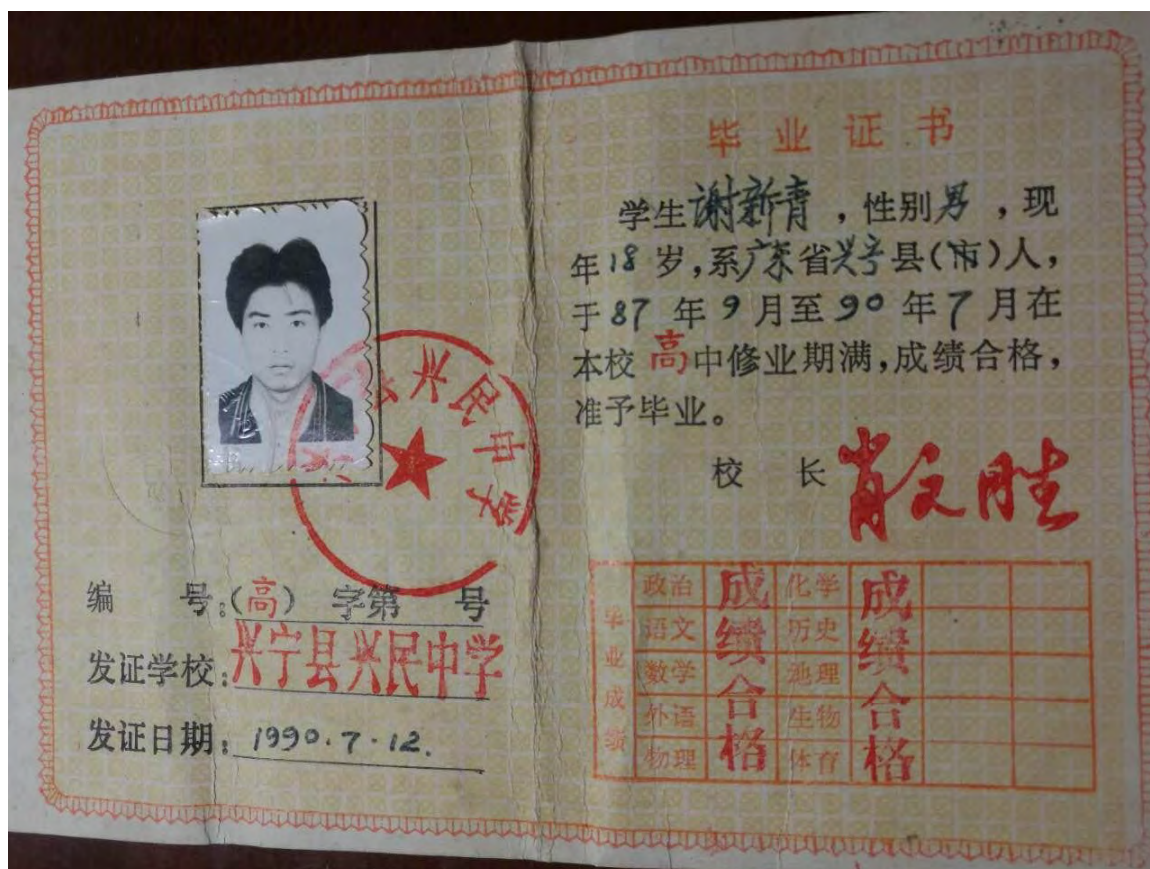 毕业证书
学生谢新青，性别男，现
年18岁，系广东省兴宁县(市)人，
于87年9月至90年7月在
本校高中修业期满，成绩合格，
准予毕业。
校 长 肖文胜
兴民中学
编 号：(高) 字第 号
发证学校：兴宁县兴民中学
发证日期：1990.7.12.
毕业成绩
政治 成 化学 成
语文 绩 历史 绩
数学 合 地理 合
外语 生物
物理 格 体育 格